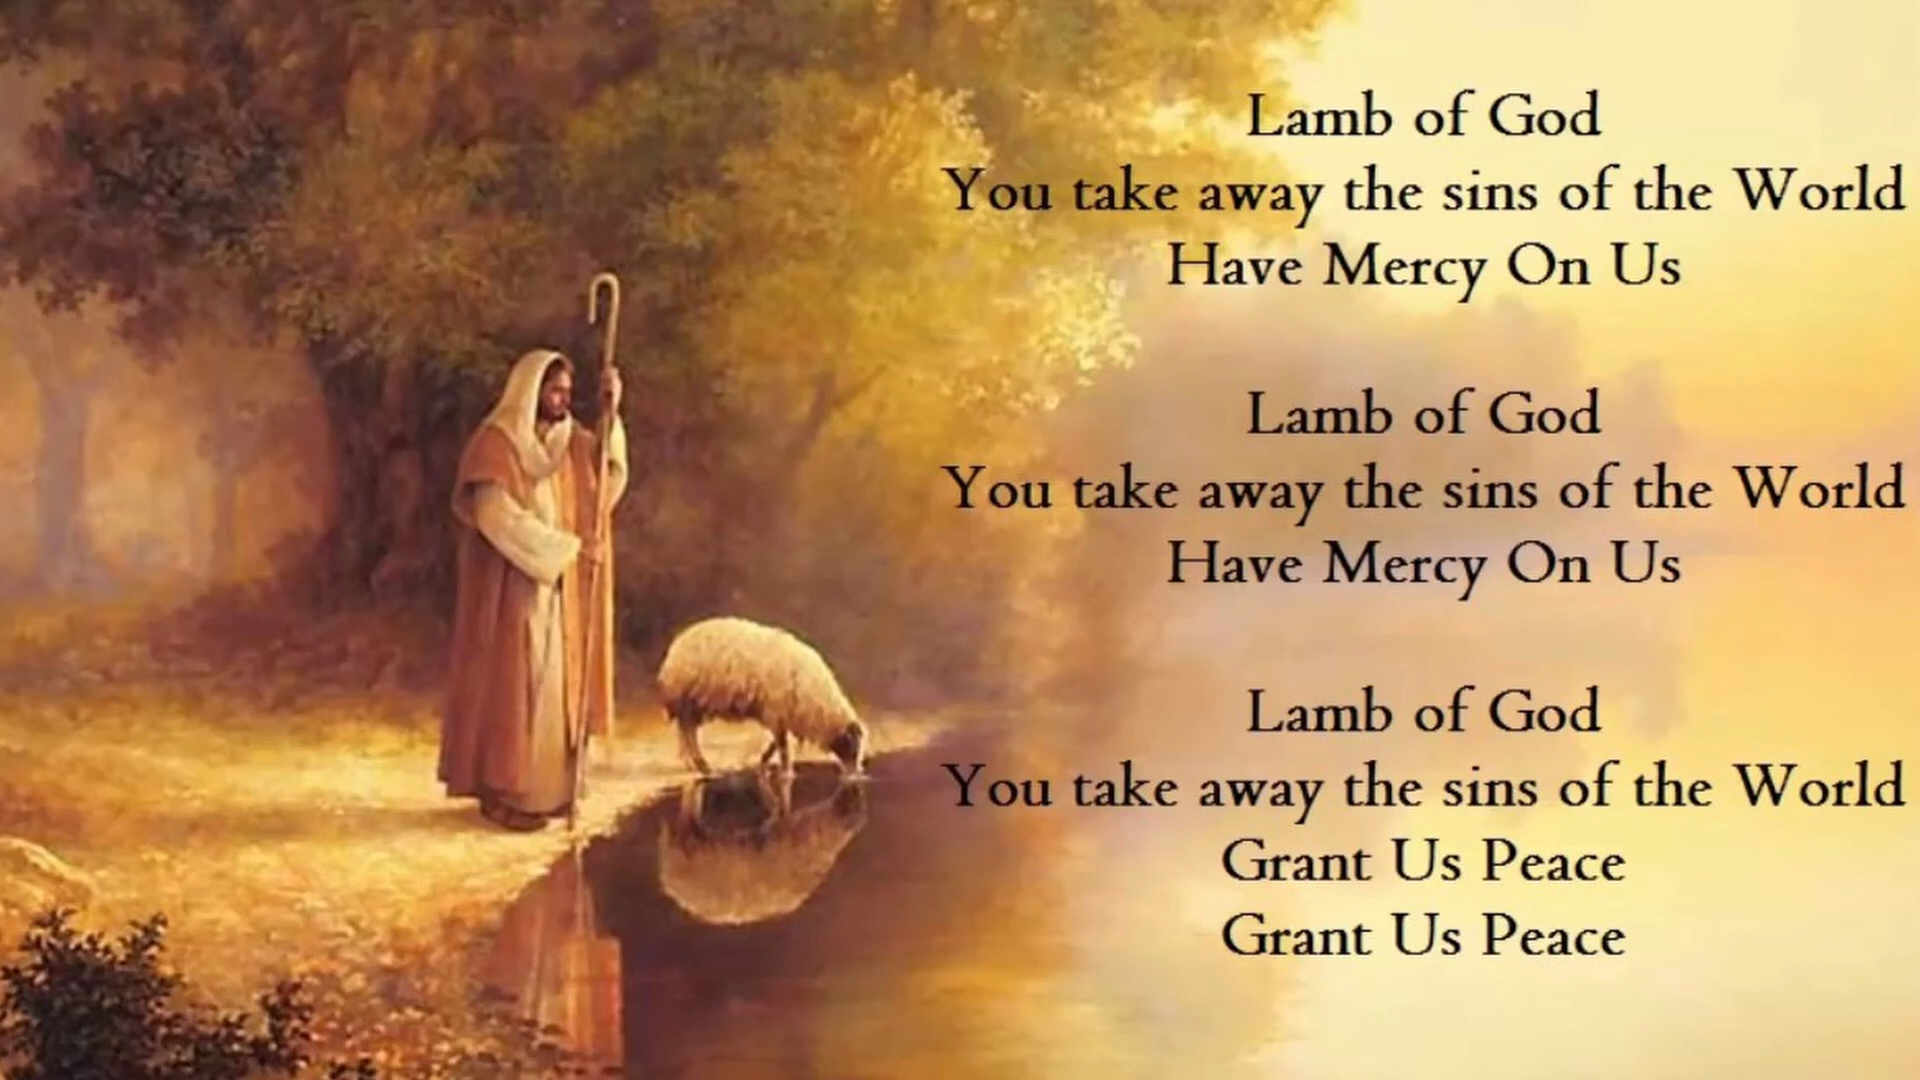 Lamb of God
You take away the sins of the World
Have Mercy On Us
Lamb of God
You take away the sins of the World
Have Mercy On Us
Lamb of God
You take away the sins of the World
Grant Us Peace
Grant Us Peace